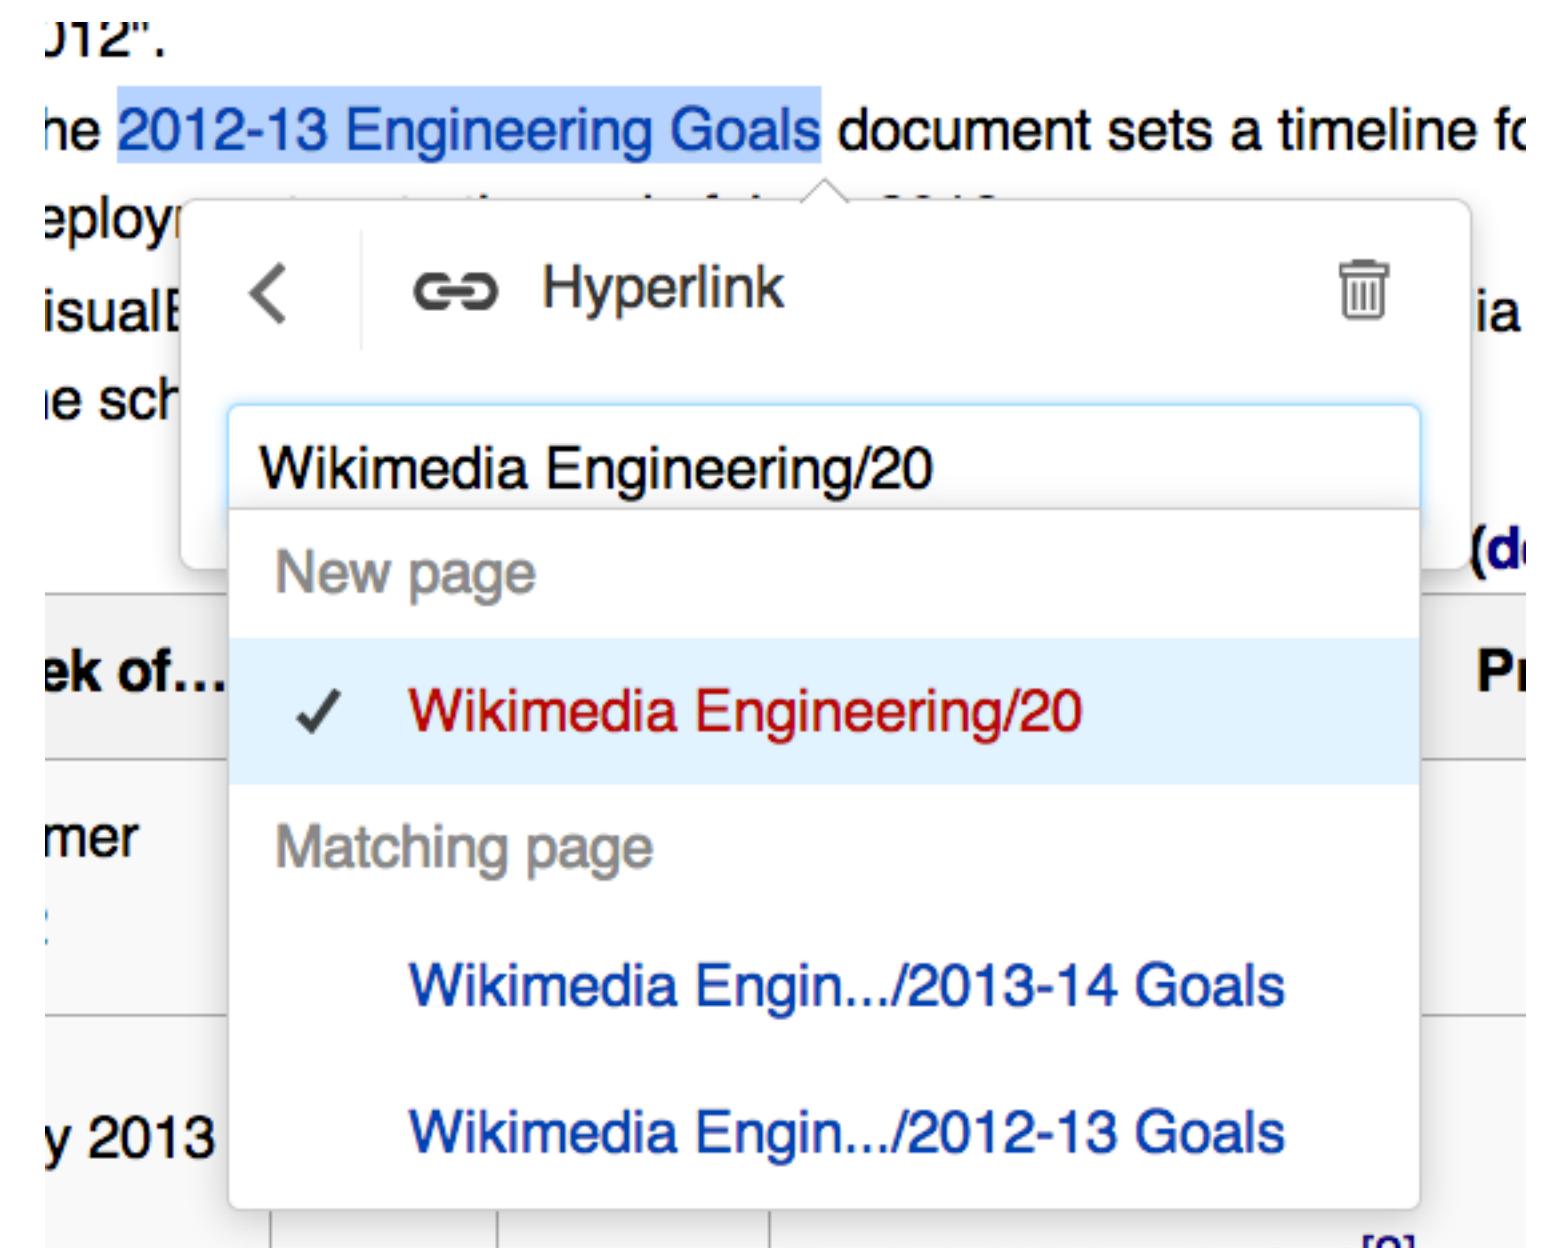 012".
he 2012-13 Engineering Goals document sets a timeline fo
eploy
isualE
ia
Hyperlink
e sch
Wikimedia Engineering/20
New page
(de
ek of...
Wikimedia Engineering/20
Pr
Matching page
mer
Wikimedia Engin.../2013-14 Goals
Wikimedia Engin.../2012-13 Goals
y 2013